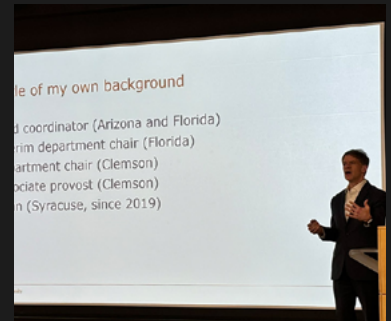 le of my own background
d coordinator (Arizona and Florida)
rim department chair (Florida)
artment chair (Clemson)
ociate provost (Clemson)
n (Syracuse, since 2019)